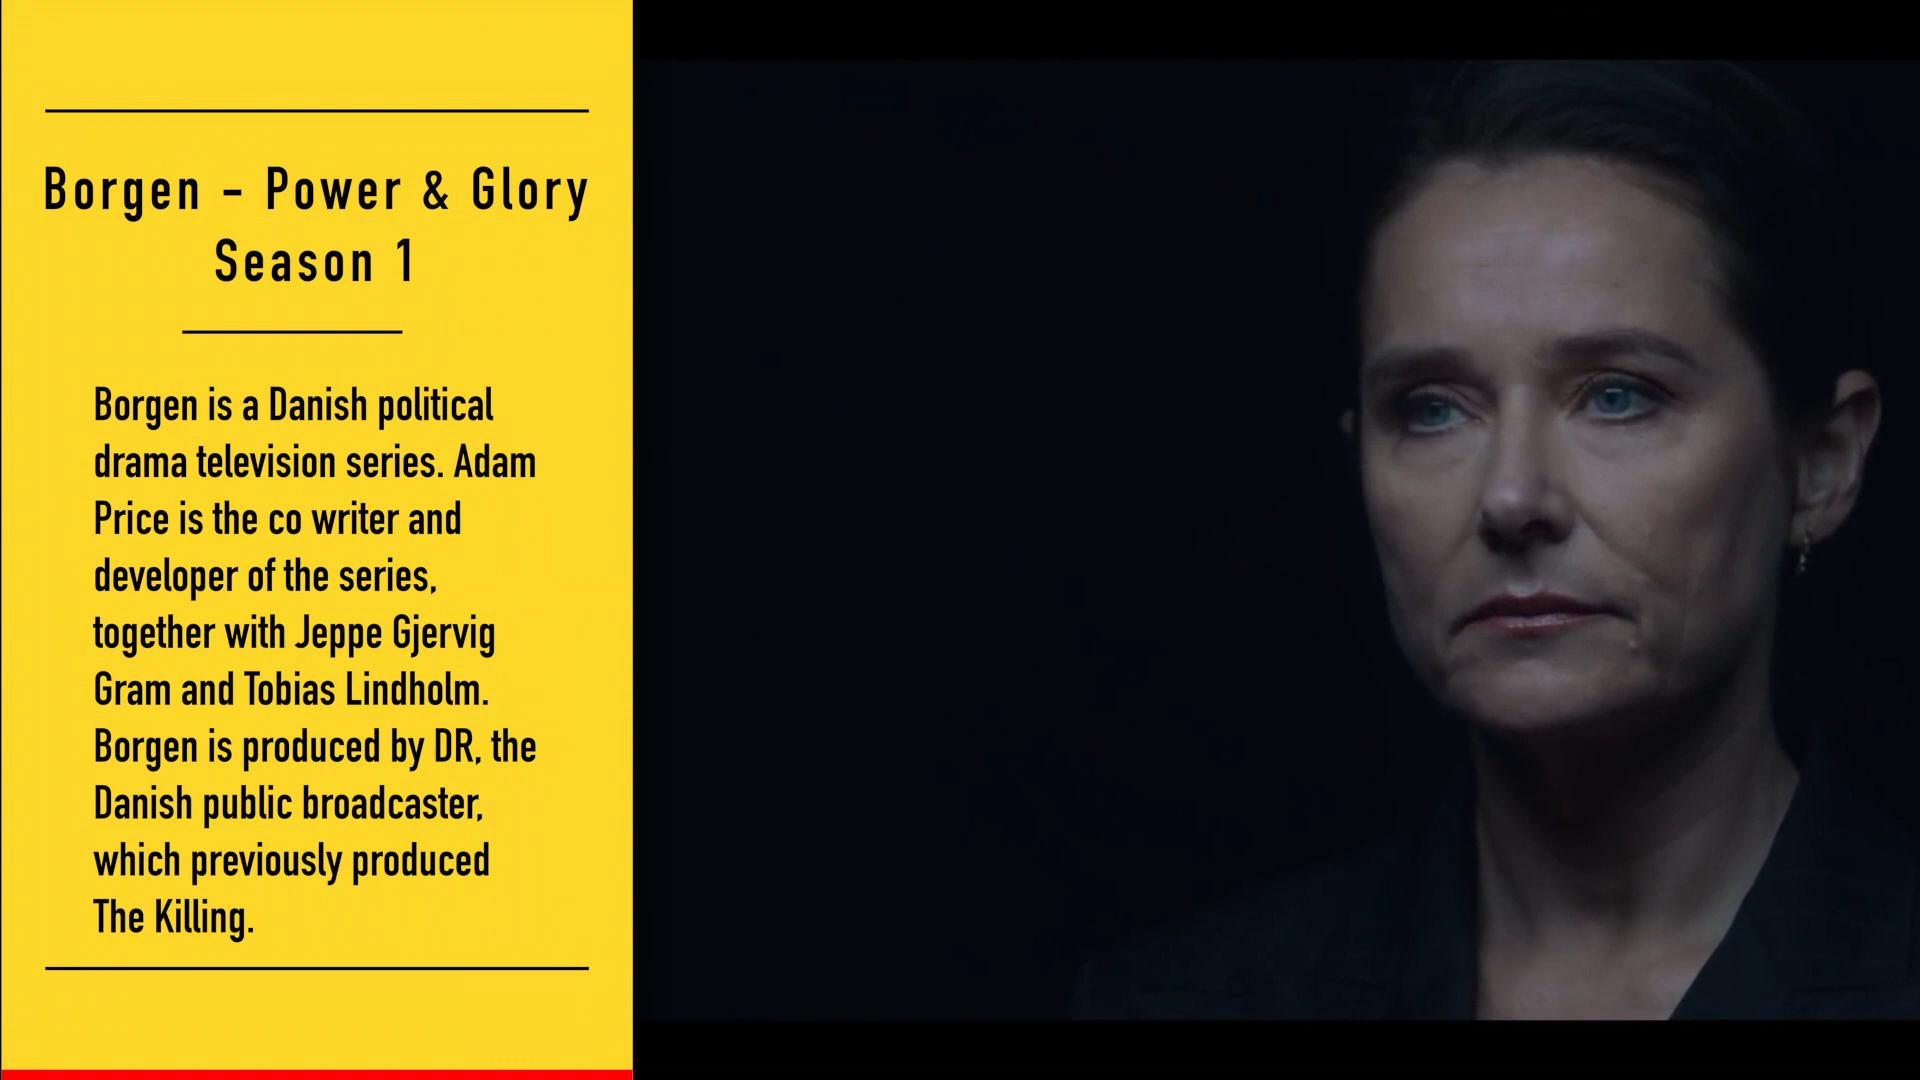 Borgen – Power & Glory
Season 1
Borgen is a Danish political
drama television series. Adam
Price is the co writer and
developer of the series,
together with Jeppe Gjervig
Gram and Tobias Lindholm.
Borgen is produced by DR, the
Danish public broadcaster,
which previously produced
The Killing.